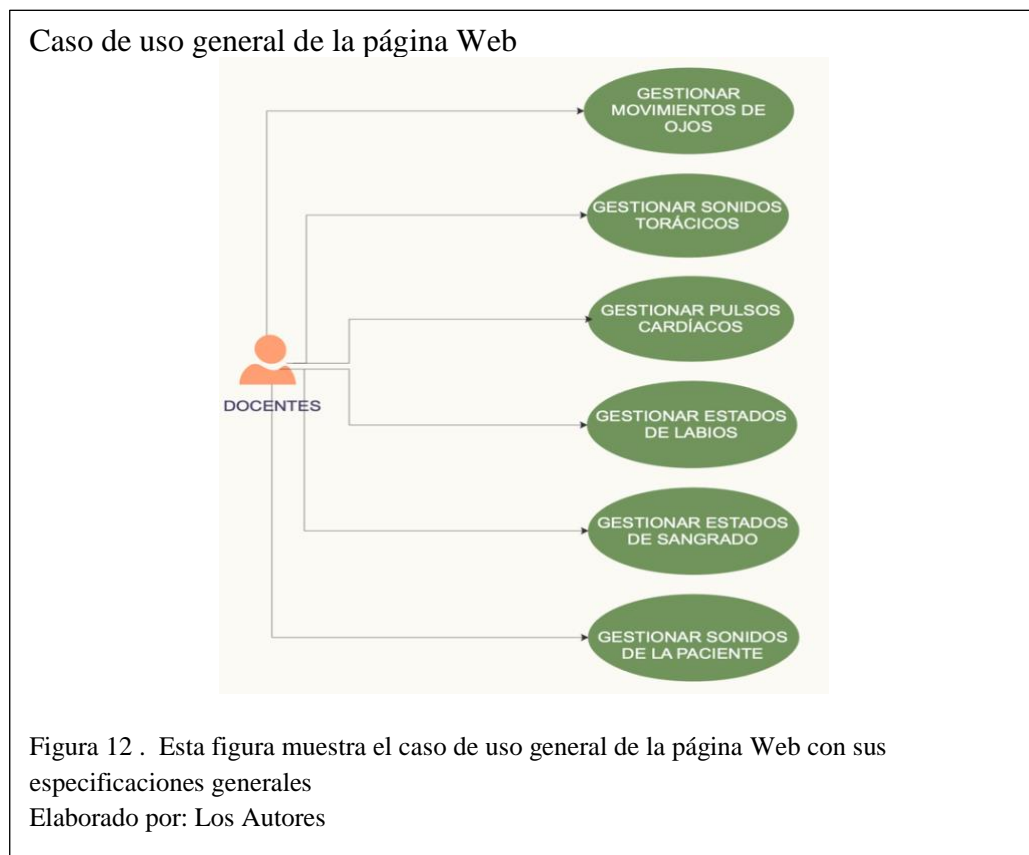 Caso de uso general de la página Web
GESTIONAR
MOVIMIENTOS DE
OJOS
GESTIONAR SONIDOS
TORÁCICOS
GESTIONAR PULSOS
CARDÍACOS
DOCENTES
GESTIONAR ESTADOS
DE LABIOS
GESTIONAR ESTADOS
DE SANGRADO
GESTIONAR SONIDOS
DE LA PACIENTE
Figura 12 . Esta figura muestra el caso de uso general de la página Web con sus
especificaciones generales
Elaborado por: Los Autores